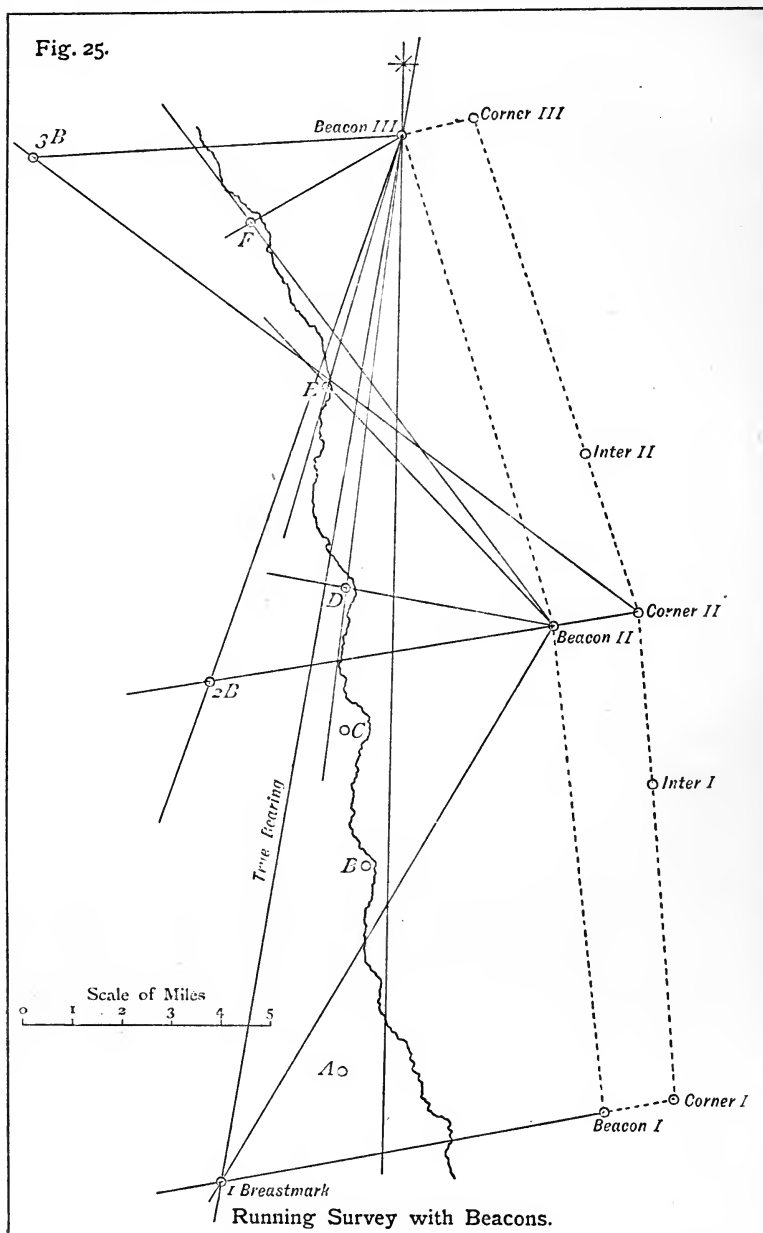 Fig. 25.
Beacon III
Corner III
3B
F
E
Inter II
D
Corner II
Beacon II
2B
C
Inter I
True Bearing
B
Scale of Miles
0 1 2 3 4 5
A
Corner I
Beacon I
1 Breastmark
Running Survey with Beacons.